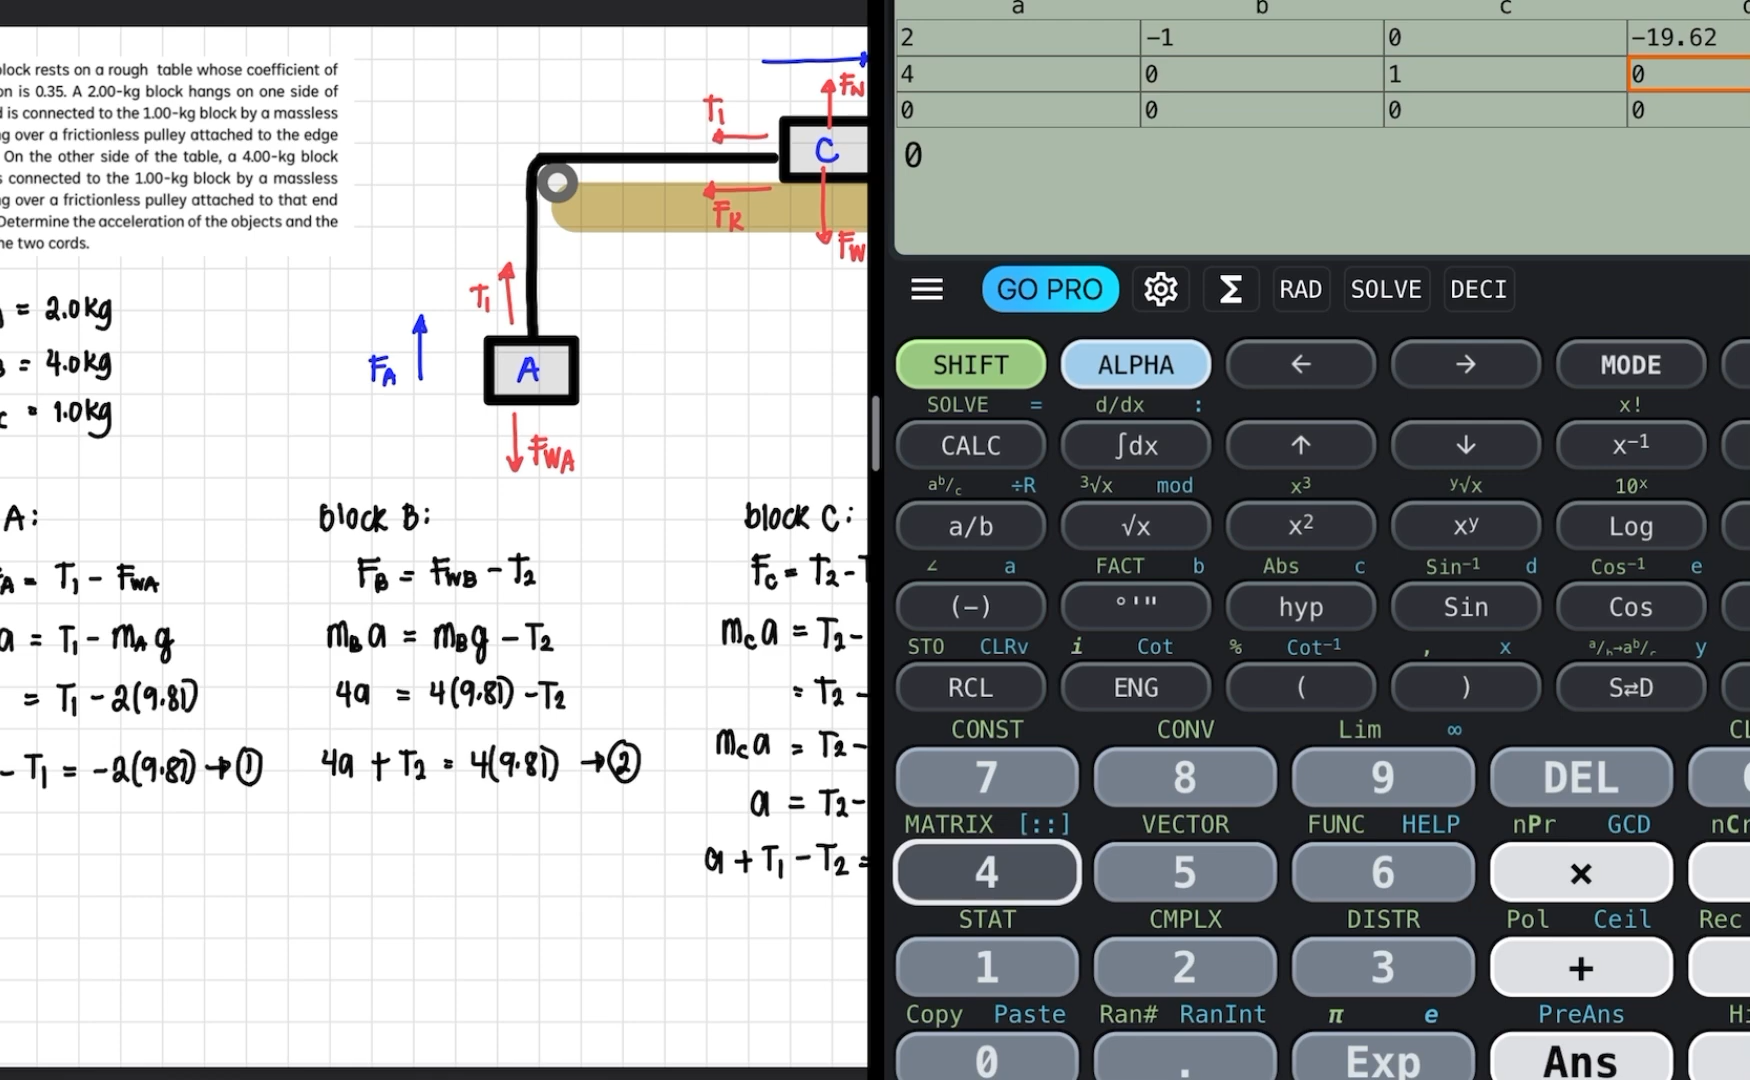 lock rests on a rough table whose coefficient of
on is 0.35. A 2.00-kg block hangs on one side of
is connected to the 1.00-kg block by a massless
g over a frictionless pulley attached to the edge
On the other side of the table, a 4.00-kg block
s connected to the 1.00-kg block by a massless
g over a frictionless pulley attached to that end
Determine the acceleration of the objects and the
he two cords.
= 2.0kg
= 4.0kg
c = 1.0kg
T₁
FN
C
FK
FW
T₁
FA
A
FWA
A:
A = T₁ - FWA
a = T₁ - mA g
= T₁ - 2(9.81)
- T₁ = -2(9.81) → ①
block B:
FB = FWB - T₂
mB a = mB g - T₂
4a = 4(9.81) - T₂
4a + T₂ = 4(9.81) → ②
block C:
Fc = T₂ - T
mc a = T₂ -
= T₂ -
mc a = T₂ -
a = T₂ -
a + T₁ - T₂ =
a b c
2 −1 0 −19.62
4 0 1 0
0 0 0 0
0
GO PRO Σ RAD SOLVE DECI
SHIFT ALPHA ← → MODE
SOLVE = d/dx : x!
CALC ∫dx ↑ ↓ x⁻¹
aᵇ/c ÷R ³√x mod x³ ʸ√x 10ˣ
a/b √x x² xʸ Log
∠ a FACT b Abs c Sin⁻¹ d Cos⁻¹ e
(−) °'" hyp Sin Cos
STO CLRv i Cot % Cot⁻¹ , x y
RCL ENG ( ) S⇄D
CONST CONV Lim ∞ CL
7 8 9 DEL
MATRIX [::] VECTOR FUNC HELP nPr GCD nCr
4 5 6 ×
STAT CMPLX DISTR Pol Ceil Rec
1 2 3 +
Copy Paste Ran# RanInt π e PreAns Hi
0 . Exp Ans